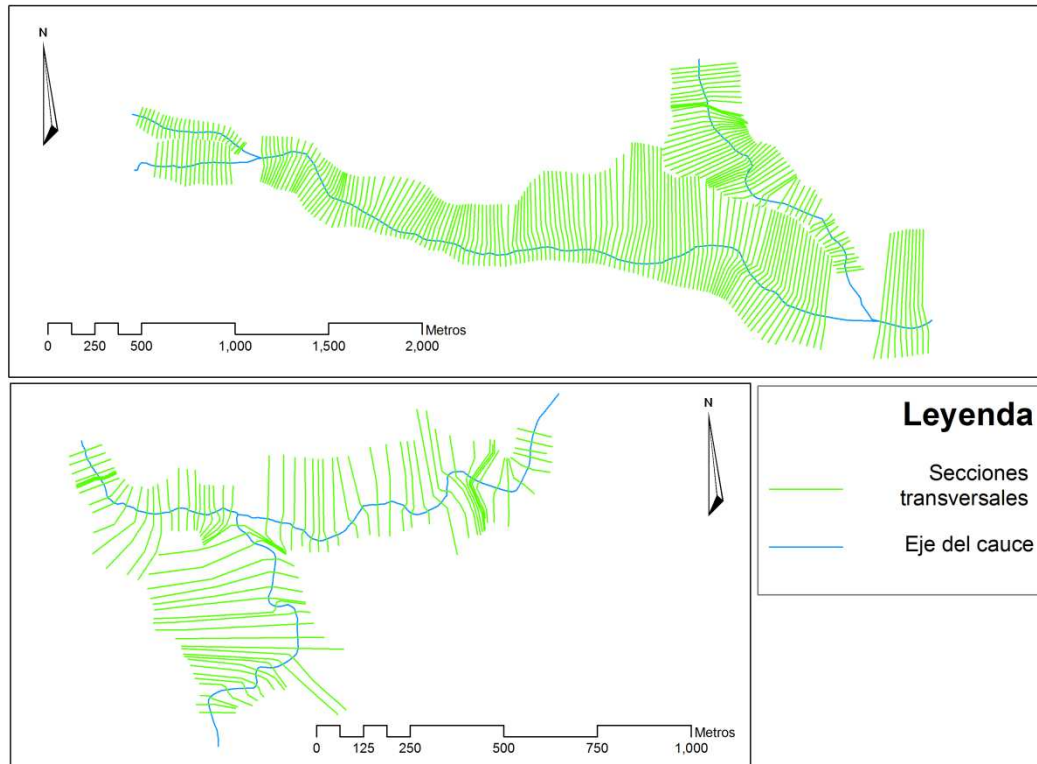 N
Metros
0 250 500 1,000 1,500 2,000
N
Metros
0 125 250 500 750 1,000
Leyenda
Secciones
transversales
Eje del cauce